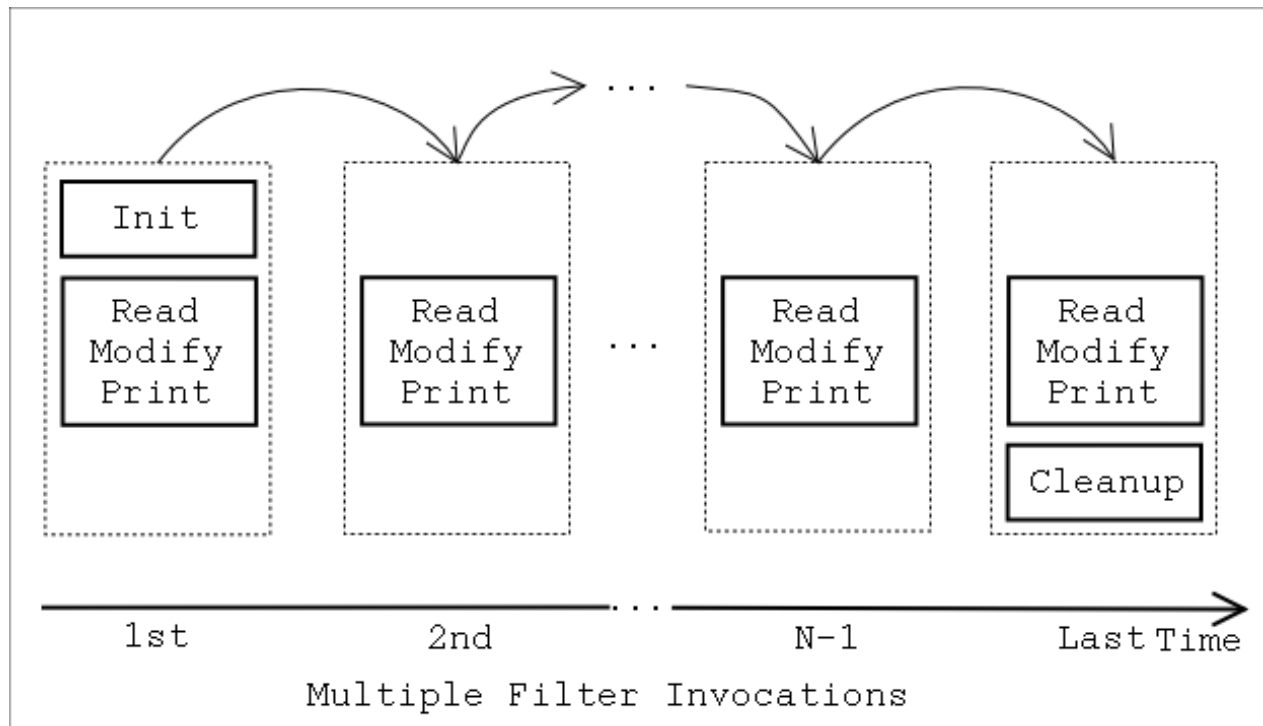 . . .
Init
Read
Modify
Print
Read
Modify
Print
. . .
Read
Modify
Print
Read
Modify
Print
Cleanup
. . .
1st 2nd N-1 Last Time
Multiple Filter Invocations